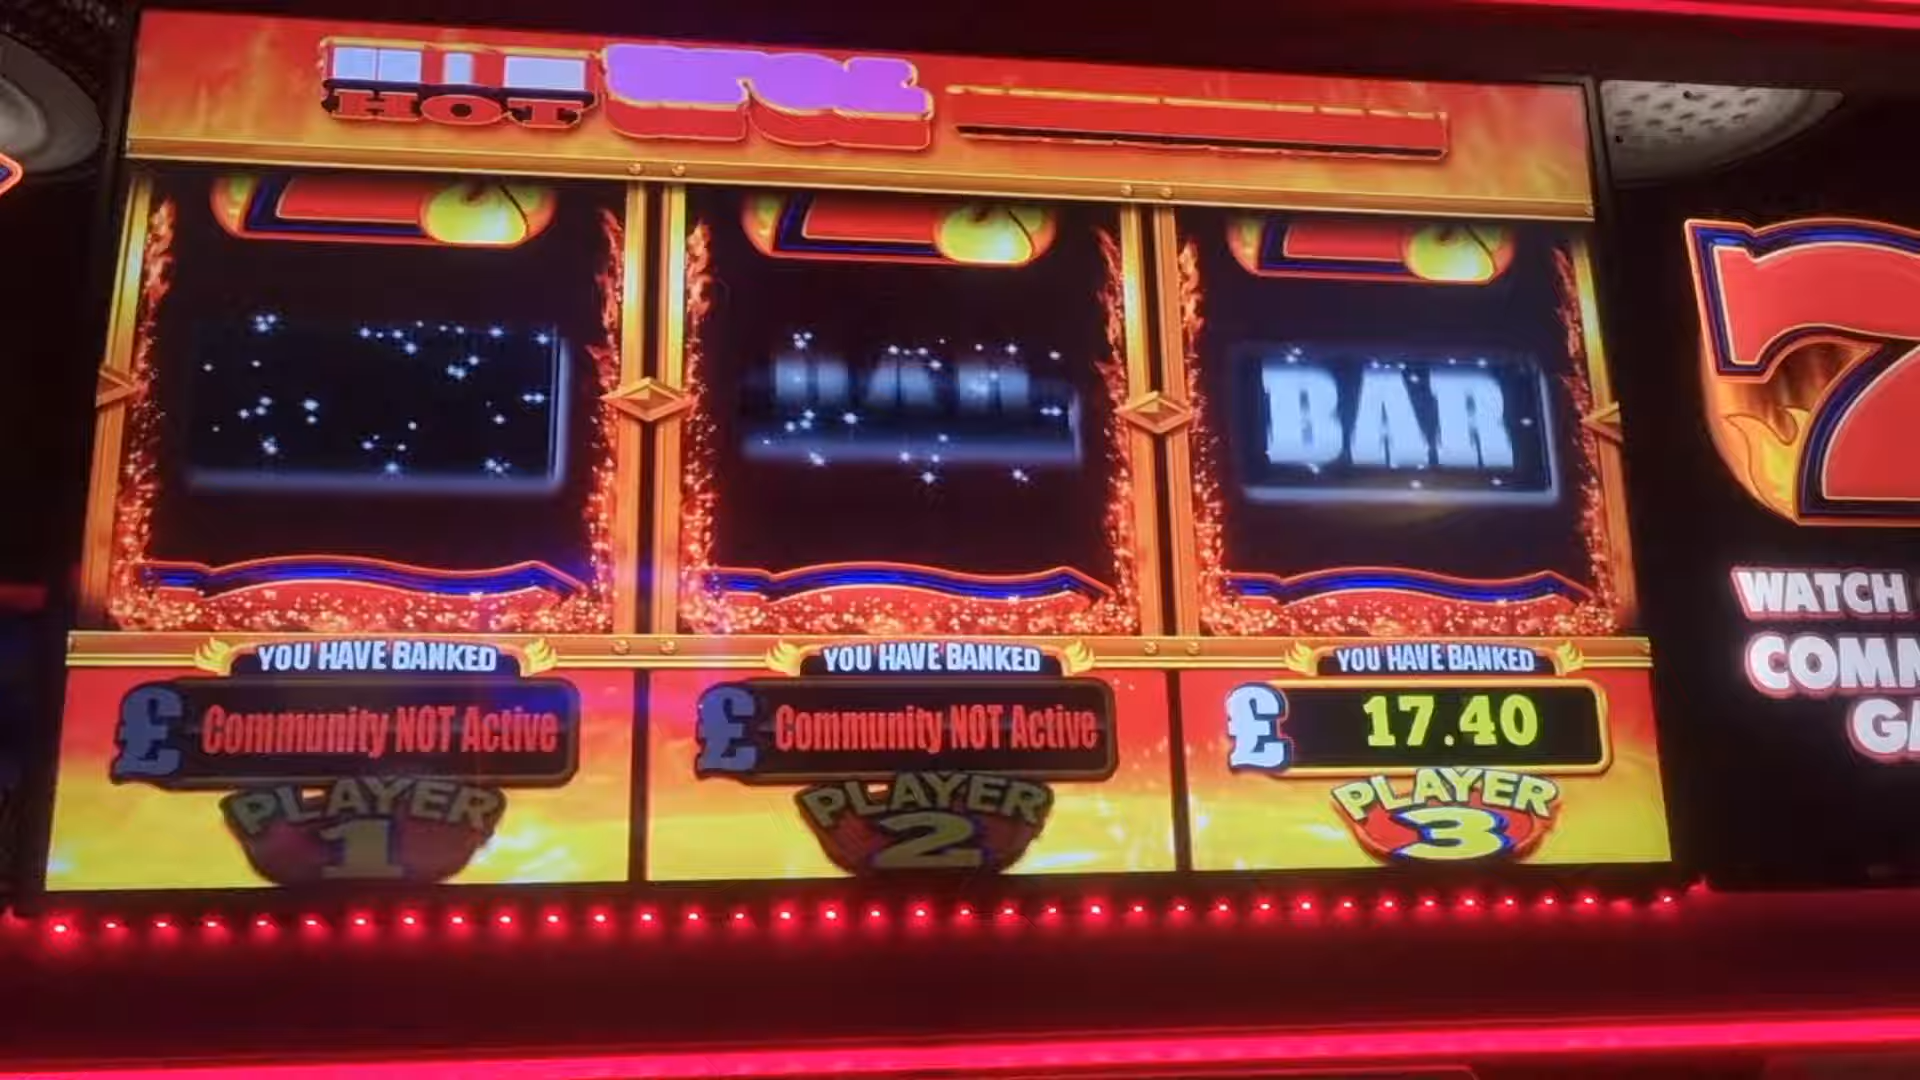 HOT
BAR
BAR
7
YOU HAVE BANKED
£ Community NOT Active
PLAYER
1
YOU HAVE BANKED
£ Community NOT Active
PLAYER
2
YOU HAVE BANKED
£ 17.40
PLAYER
3
WATCH